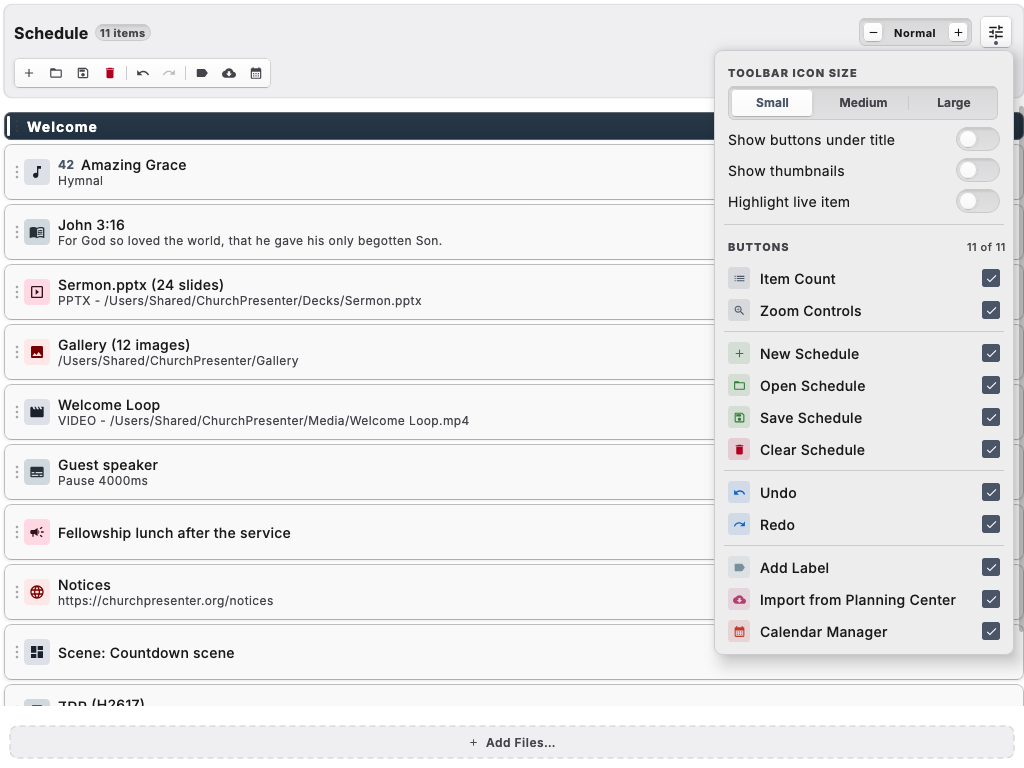 Schedule 11 items
− Normal +
TOOLBAR ICON SIZE
Small Medium Large
Show buttons under title
Show thumbnails
Highlight live item
BUTTONS 11 of 11
Item Count
Zoom Controls
New Schedule
Open Schedule
Save Schedule
Clear Schedule
Undo
Redo
Add Label
Import from Planning Center
Calendar Manager
Welcome
42 Amazing Grace
Hymnal
John 3:16
For God so loved the world, that he gave his only begotten Son.
Sermon.pptx (24 slides)
PPTX - /Users/Shared/ChurchPresenter/Decks/Sermon.pptx
Gallery (12 images)
/Users/Shared/ChurchPresenter/Gallery
Welcome Loop
VIDEO - /Users/Shared/ChurchPresenter/Media/Welcome Loop.mp4
Guest speaker
Pause 4000ms
Fellowship lunch after the service
Notices
https://churchpresenter.org/notices
Scene: Countdown scene
(H2617)
+ Add Files...